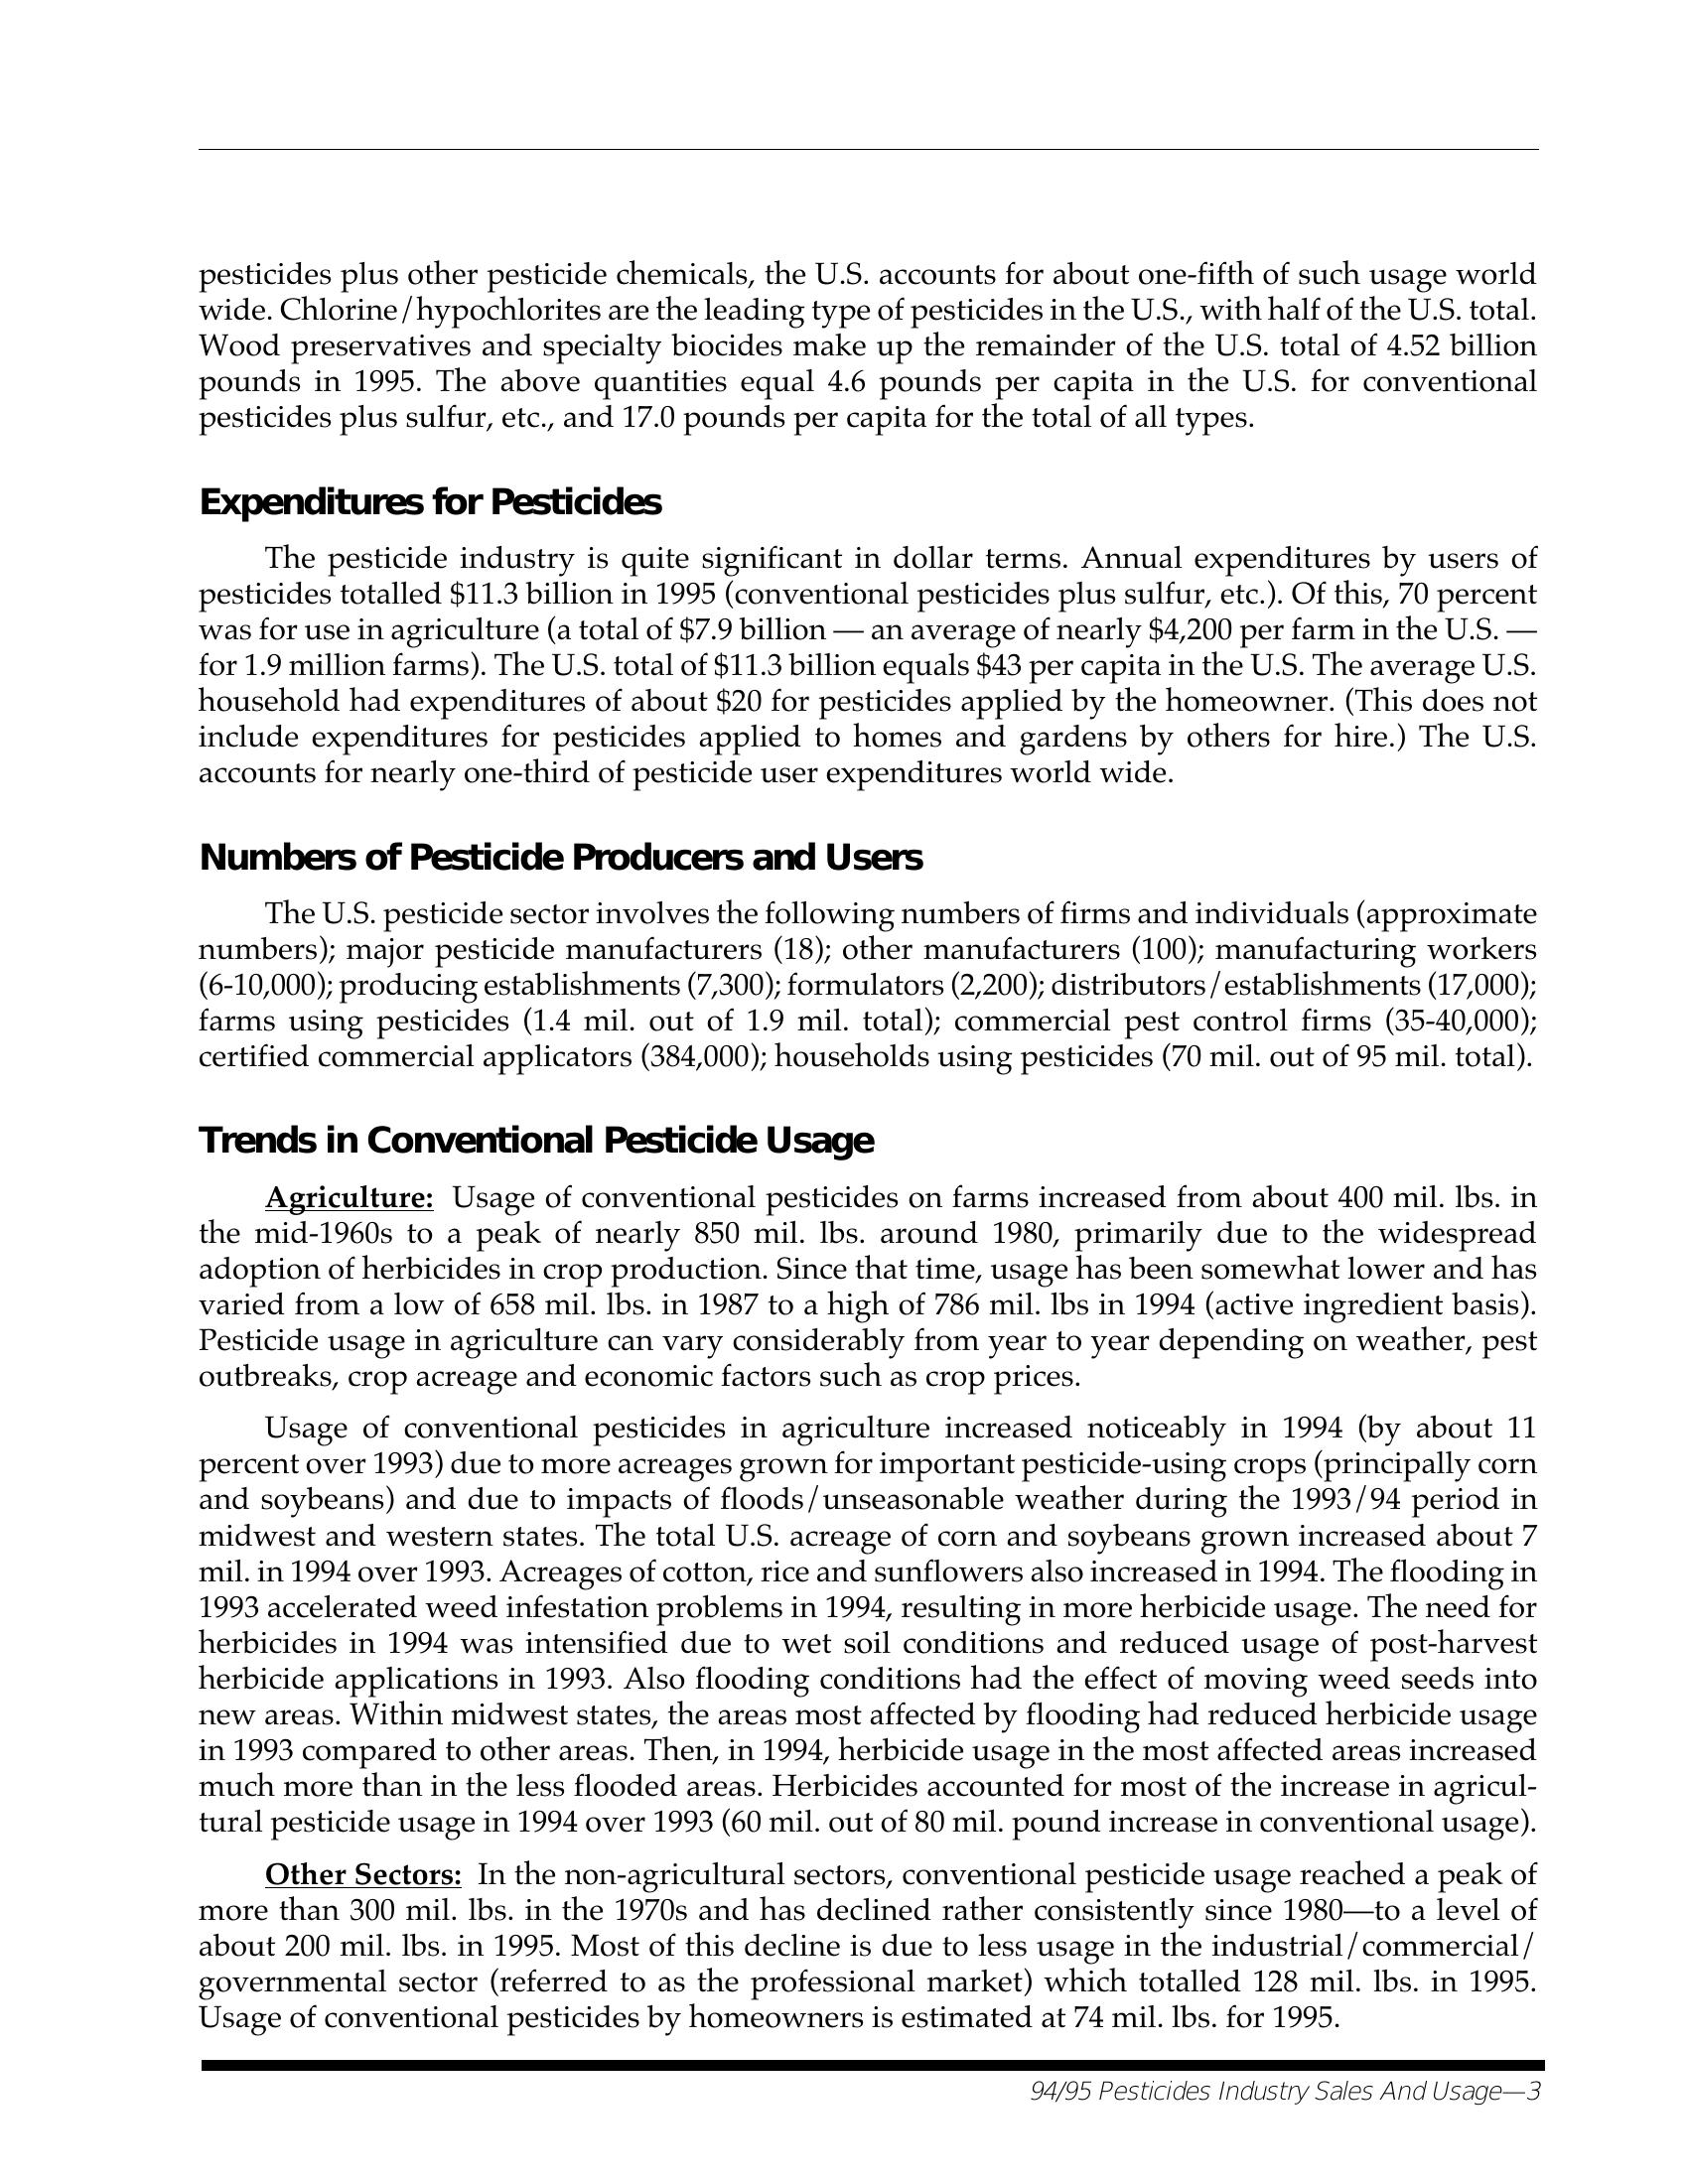 pesticides plus other pesticide chemicals, the U.S. accounts for about one-fifth of such usage world
wide. Chlorine/hypochlorites are the leading type of pesticides in the U.S., with half of the U.S. total.
Wood preservatives and specialty biocides make up the remainder of the U.S. total of 4.52 billion
pounds in 1995. The above quantities equal 4.6 pounds per capita in the U.S. for conventional
pesticides plus sulfur, etc., and 17.0 pounds per capita for the total of all types.
Expenditures for Pesticides
The pesticide industry is quite significant in dollar terms. Annual expenditures by users of
pesticides totalled $11.3 billion in 1995 (conventional pesticides plus sulfur, etc.). Of this, 70 percent
was for use in agriculture (a total of $7.9 billion — an average of nearly $4,200 per farm in the U.S. —
for 1.9 million farms). The U.S. total of $11.3 billion equals $43 per capita in the U.S. The average U.S.
household had expenditures of about $20 for pesticides applied by the homeowner. (This does not
include expenditures for pesticides applied to homes and gardens by others for hire.) The U.S.
accounts for nearly one-third of pesticide user expenditures world wide.
Numbers of Pesticide Producers and Users
The U.S. pesticide sector involves the following numbers of firms and individuals (approximate
numbers); major pesticide manufacturers (18); other manufacturers (100); manufacturing workers
(6-10,000); producing establishments (7,300); formulators (2,200); distributors/establishments (17,000);
farms using pesticides (1.4 mil. out of 1.9 mil. total); commercial pest control firms (35-40,000);
certified commercial applicators (384,000); households using pesticides (70 mil. out of 95 mil. total).
Trends in Conventional Pesticide Usage
Agriculture: Usage of conventional pesticides on farms increased from about 400 mil. lbs. in
the mid-1960s to a peak of nearly 850 mil. lbs. around 1980, primarily due to the widespread
adoption of herbicides in crop production. Since that time, usage has been somewhat lower and has
varied from a low of 658 mil. lbs. in 1987 to a high of 786 mil. lbs in 1994 (active ingredient basis).
Pesticide usage in agriculture can vary considerably from year to year depending on weather, pest
outbreaks, crop acreage and economic factors such as crop prices.
Usage of conventional pesticides in agriculture increased noticeably in 1994 (by about 11
percent over 1993) due to more acreages grown for important pesticide-using crops (principally corn
and soybeans) and due to impacts of floods/unseasonable weather during the 1993/94 period in
midwest and western states. The total U.S. acreage of corn and soybeans grown increased about 7
mil. in 1994 over 1993. Acreages of cotton, rice and sunflowers also increased in 1994. The flooding in
1993 accelerated weed infestation problems in 1994, resulting in more herbicide usage. The need for
herbicides in 1994 was intensified due to wet soil conditions and reduced usage of post-harvest
herbicide applications in 1993. Also flooding conditions had the effect of moving weed seeds into
new areas. Within midwest states, the areas most affected by flooding had reduced herbicide usage
in 1993 compared to other areas. Then, in 1994, herbicide usage in the most affected areas increased
much more than in the less flooded areas. Herbicides accounted for most of the increase in agricul-
tural pesticide usage in 1994 over 1993 (60 mil. out of 80 mil. pound increase in conventional usage).
Other Sectors: In the non-agricultural sectors, conventional pesticide usage reached a peak of
more than 300 mil. lbs. in the 1970s and has declined rather consistently since 1980—to a level of
about 200 mil. lbs. in 1995. Most of this decline is due to less usage in the industrial/commercial/
governmental sector (referred to as the professional market) which totalled 128 mil. lbs. in 1995.
Usage of conventional pesticides by homeowners is estimated at 74 mil. lbs. for 1995.
94/95 Pesticides Industry Sales And Usage—3